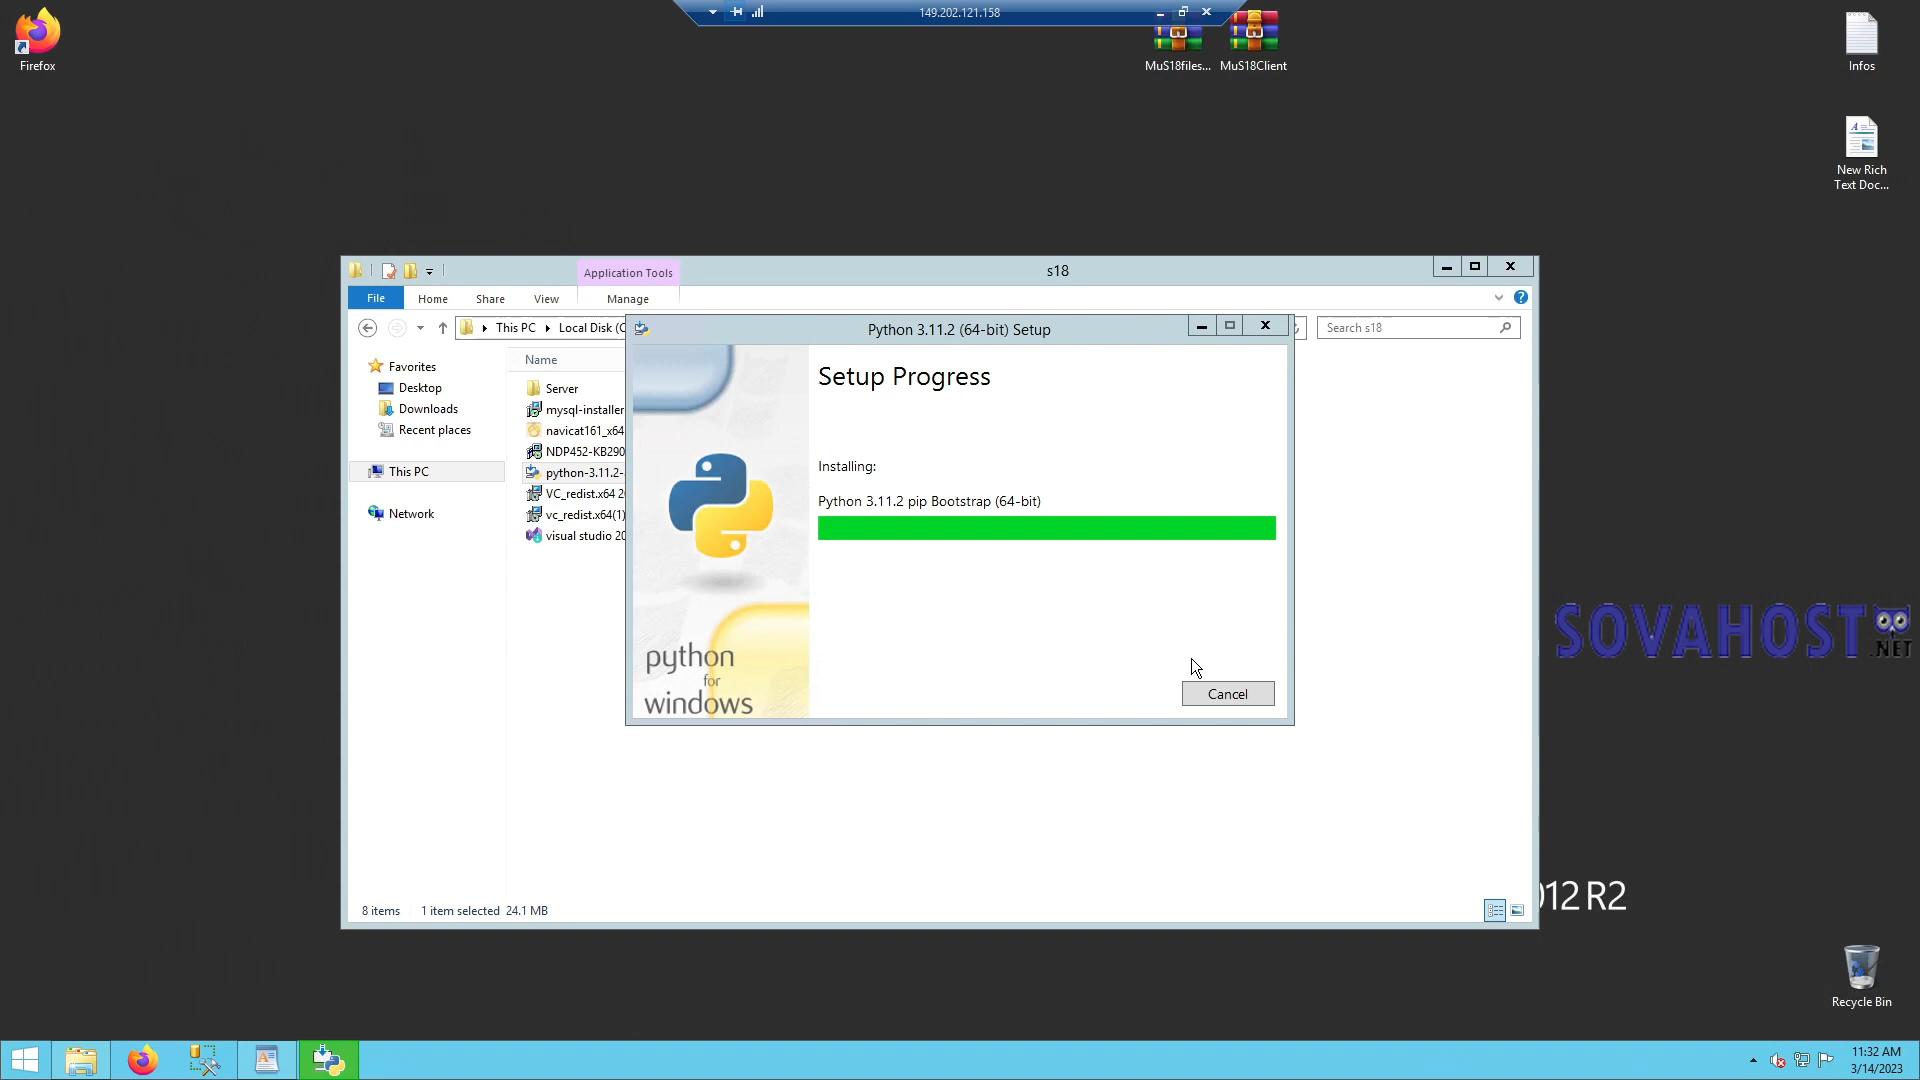 149.202.121.158
Firefox
MuS18files...
MuS18Client
Infos
New Rich
Text Doc...
Application Tools
s18
File
Home
Share
View
Manage
This PC
Local Disk (C
Search s18
Python 3.11.2 (64-bit) Setup
Favorites
Desktop
Downloads
Recent places
This PC
Network
Name
Server
mysql-installer
navicat161_x64
NDP452-KB290
python-3.11.2-
VC_redist.x64 20
vc_redist.x64(1)
visual studio 20
Setup Progress
Installing:
Python 3.11.2 pip Bootstrap (64-bit)
python
for
windows
Cancel
SOVAHOST
.NET
8 items
1 item selected 24.1 MB
012 R2
Recycle Bin
11:32 AM
3/14/2023